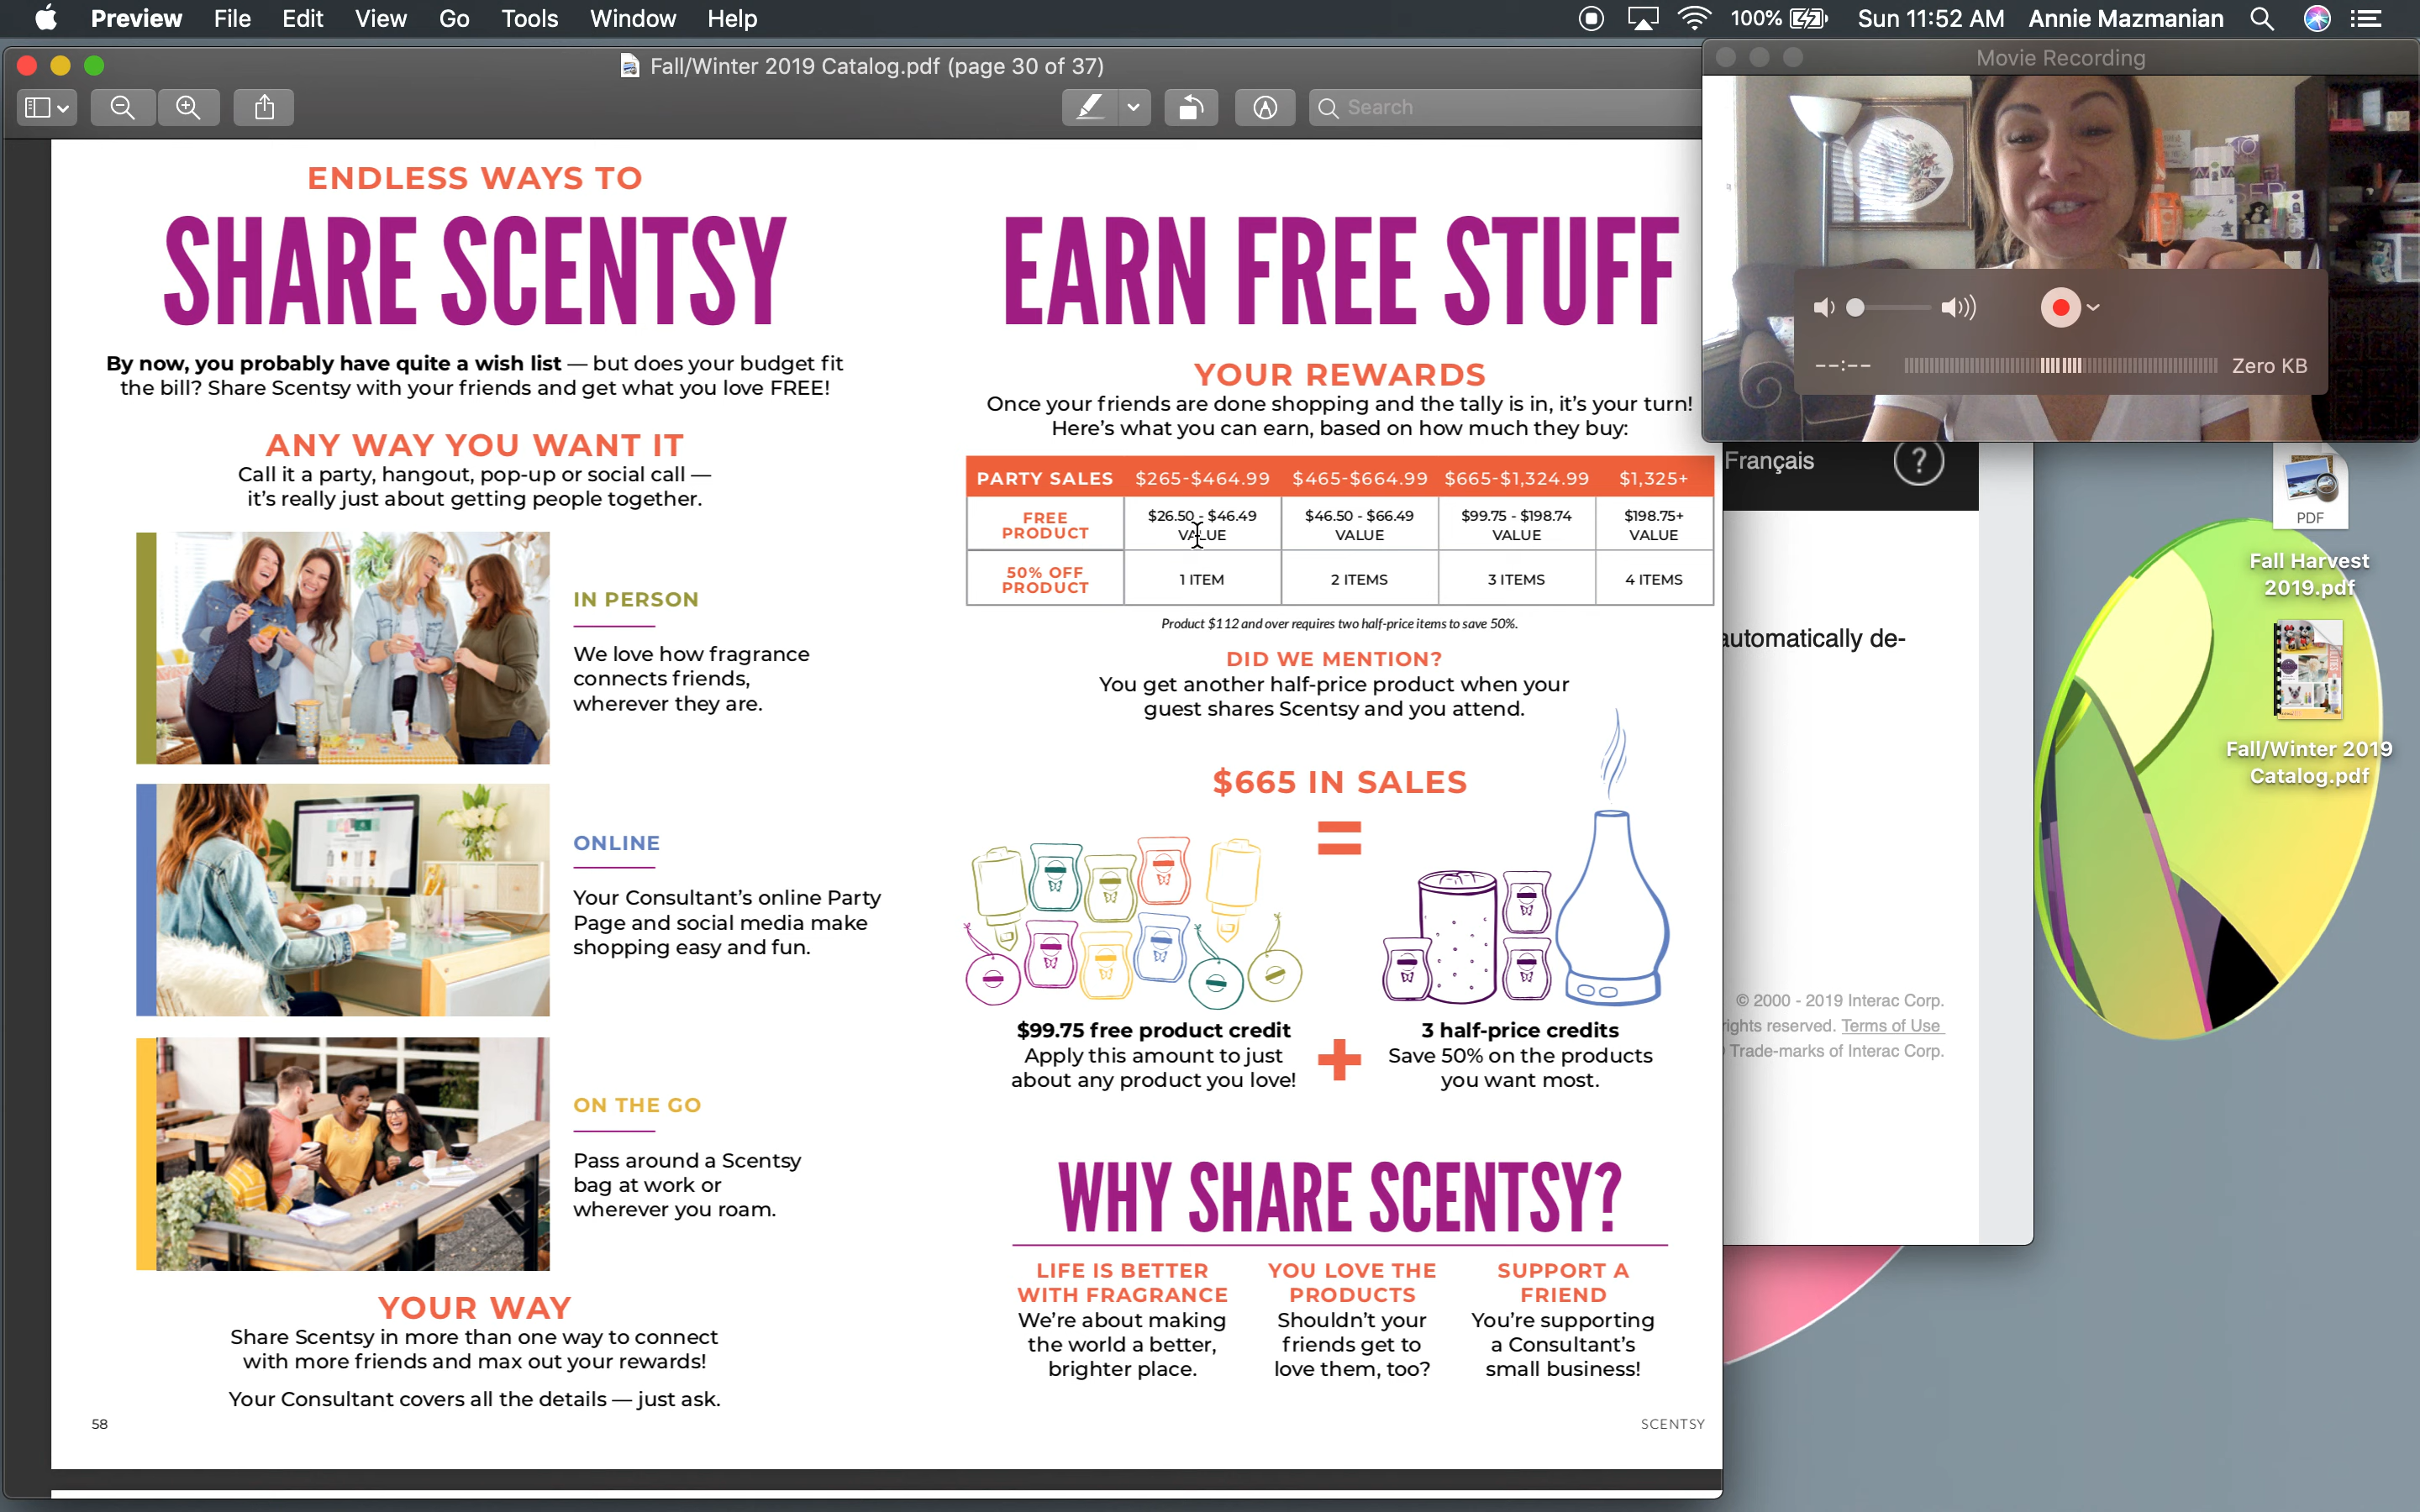 Preview File Edit View Go Tools Window Help
100% Sun 11:52 AM Annie Mazmanian
Fall/Winter 2019 Catalog.pdf (page 30 of 37)
Search
ENDLESS WAYS TO
SHARE SCENTSY
By now, you probably have quite a wish list — but does your budget fit
the bill? Share Scentsy with your friends and get what you love FREE!
ANY WAY YOU WANT IT
Call it a party, hangout, pop-up or social call —
it's really just about getting people together.
IN PERSON
We love how fragrance
connects friends,
wherever they are.
ONLINE
Your Consultant's online Party
Page and social media make
shopping easy and fun.
ON THE GO
Pass around a Scentsy
bag at work or
wherever you roam.
YOUR WAY
Share Scentsy in more than one way to connect
with more friends and max out your rewards!
Your Consultant covers all the details — just ask.
58
EARN FREE STUFF
YOUR REWARDS
Once your friends are done shopping and the tally is in, it's your turn!
Here's what you can earn, based on how much they buy:
PARTY SALES $265-$464.99 $465-$664.99 $665-$1,324.99 $1,325+
FREE PRODUCT $26.50 - $46.49 VALUE $46.50 - $66.49 VALUE $99.75 - $198.74 VALUE $198.75+ VALUE
50% OFF PRODUCT 1 ITEM 2 ITEMS 3 ITEMS 4 ITEMS
Product $112 and over requires two half-price items to save 50%.
DID WE MENTION?
You get another half-price product when your
guest shares Scentsy and you attend.
$665 IN SALES
=
$99.75 free product credit
Apply this amount to just
about any product you love!
+
3 half-price credits
Save 50% on the products
you want most.
WHY SHARE SCENTSY?
LIFE IS BETTER
WITH FRAGRANCE
We're about making
the world a better,
brighter place.
YOU LOVE THE
PRODUCTS
Shouldn't your
friends get to
love them, too?
SUPPORT A
FRIEND
You're supporting
a Consultant's
small business!
SCENTSY
Movie Recording
--:-- Zero KB
Français ?
automatically de-
© 2000 - 2019 Interac Corp.
rights reserved. Terms of Use
Trade-marks of Interac Corp.
PDF
Fall Harvest
2019.pdf
Fall/Winter 2019
Catalog.pdf